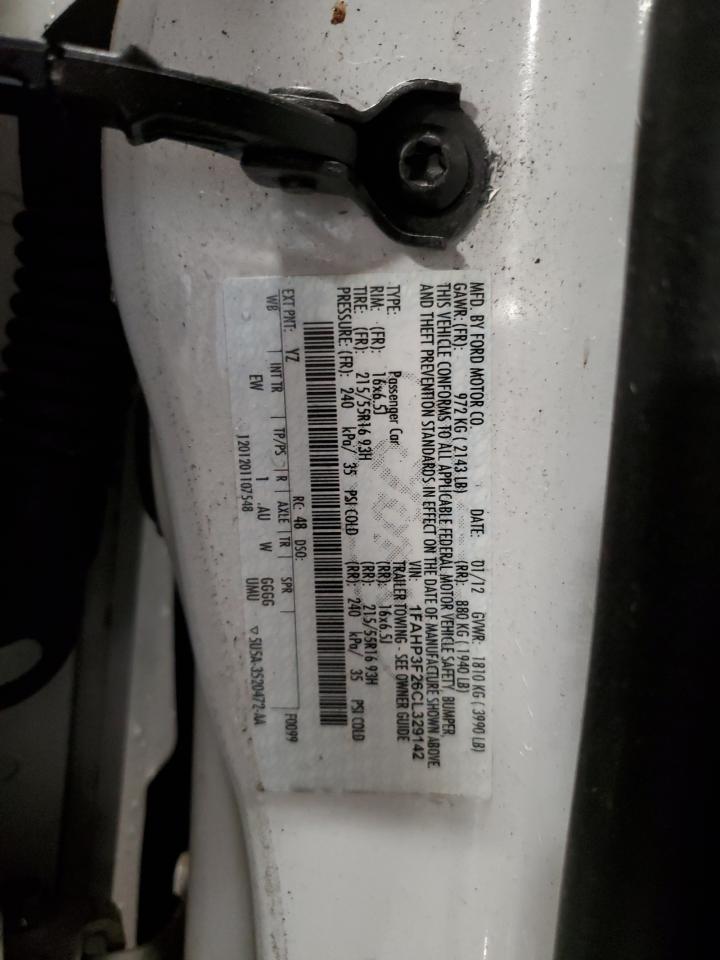 MFD. BY FORD MOTOR CO. DATE: 01/12 GVWR: 1810 KG ( 3990 LB)
GAWR: (FR): 972 KG ( 2143 LB) (RR): 880 KG ( 1940 LB)
THIS VEHICLE CONFORMS TO ALL APPLICABLE FEDERAL MOTOR VEHICLE SAFETY, BUMPER,
AND THEFT PREVENTION STANDARDS IN EFFECT ON THE DATE OF MANUFACTURE SHOWN ABOVE.
VIN: 1FAHP3F26CL329142
TYPE: Passenger Car TRAILER TOWING - SEE OWNER GUIDE
RIM: (FR): 16x6.5J (RR): 16x6.5J
TIRE: (FR): 215/55R16 93H (RR): 215/55R16 93H
PRESSURE: (FR): 240 kPa/ 35 PSI COLD (RR): 240 kPa/ 35 PSI COLD
EXT PNT: YZ RC: 48 DSO: F0099
WB INT TR TP/PS R AXLE TR SPR
EW 1 .AU W GGGG
UMU
1201201107548 ▽ 5U5A-3520472-AA